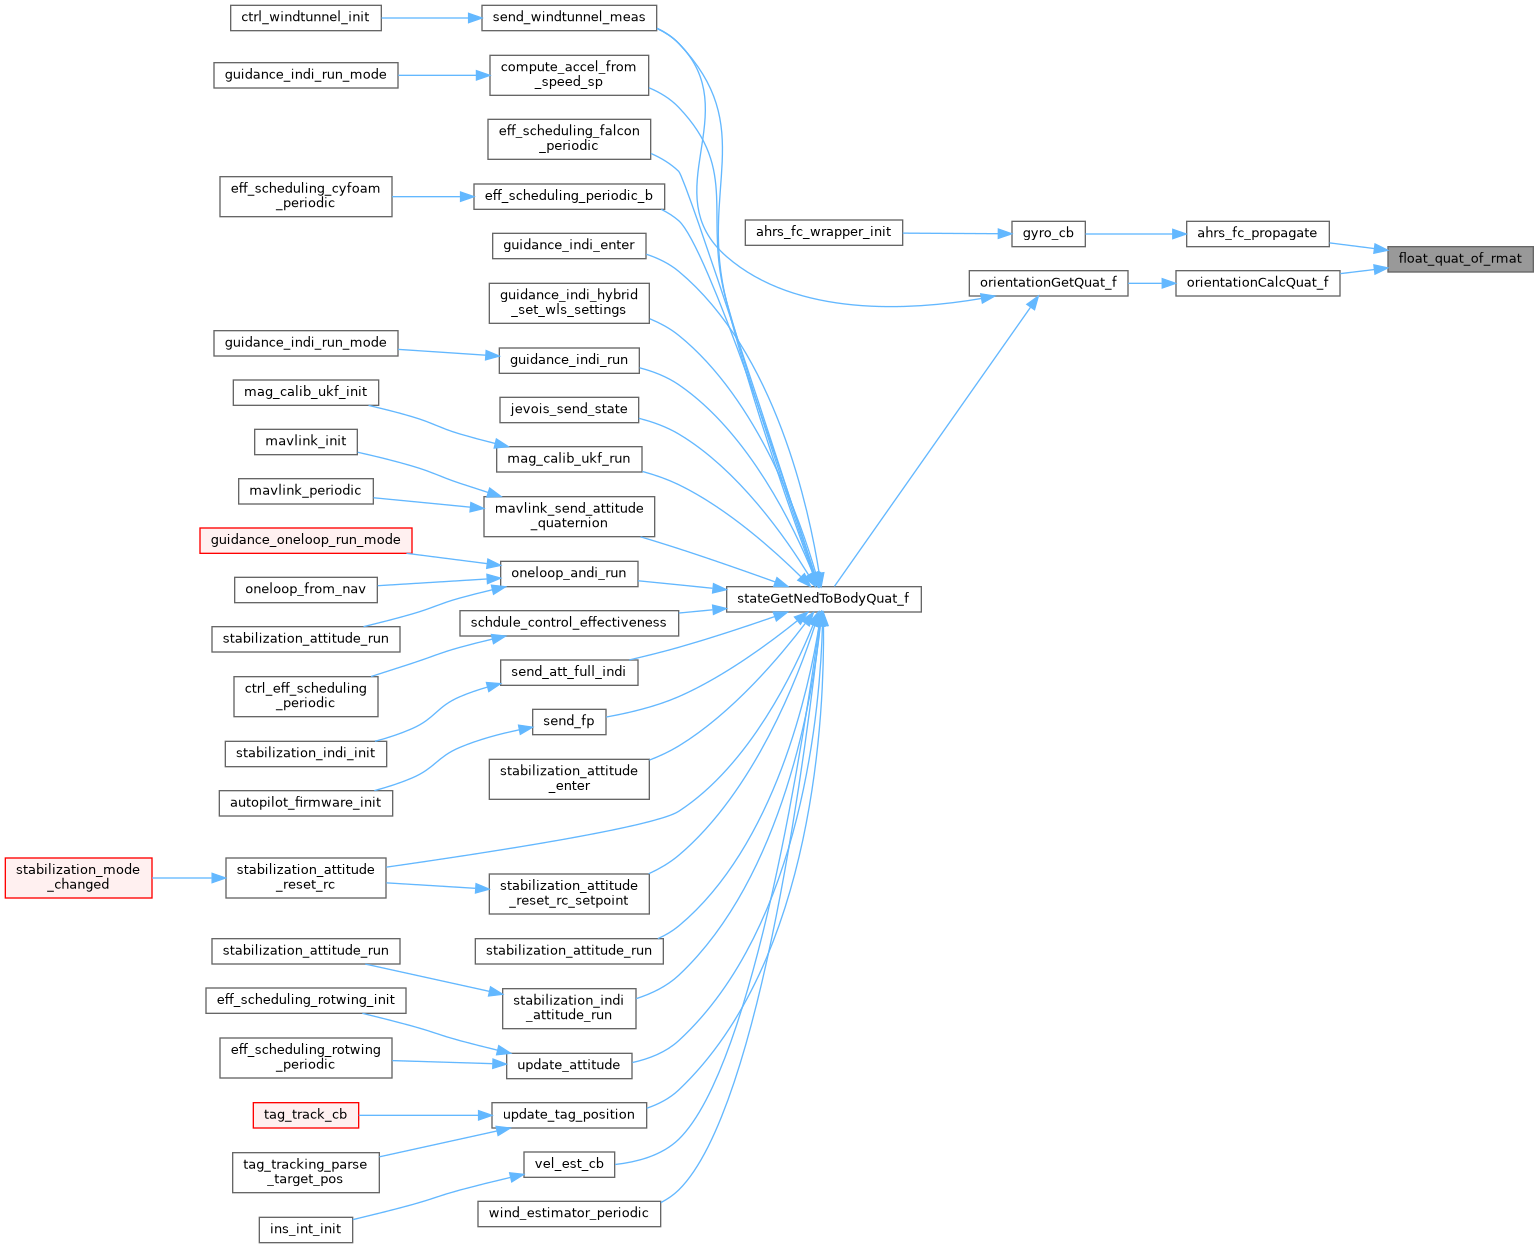 ctrl_windtunnel_init
send_windtunnel_meas
guidance_indi_run_mode
compute_accel_from
_speed_sp
eff_scheduling_falcon
_periodic
eff_scheduling_cyfoam
_periodic
eff_scheduling_periodic_b
guidance_indi_enter
ahrs_fc_wrapper_init
gyro_cb
ahrs_fc_propagate
float_quat_of_rmat
orientationGetQuat_f
orientationCalcQuat_f
guidance_indi_hybrid
_set_wls_settings
guidance_indi_run_mode
guidance_indi_run
mag_calib_ukf_init
jevois_send_state
mavlink_init
mag_calib_ukf_run
mavlink_periodic
mavlink_send_attitude
_quaternion
guidance_oneloop_run_mode
oneloop_andi_run
oneloop_from_nav
stateGetNedToBodyQuat_f
stabilization_attitude_run
schdule_control_effectiveness
ctrl_eff_scheduling
_periodic
send_att_full_indi
send_fp
stabilization_indi_init
stabilization_attitude
_enter
autopilot_firmware_init
stabilization_mode
_changed
stabilization_attitude
_reset_rc
stabilization_attitude
_reset_rc_setpoint
stabilization_attitude_run
stabilization_attitude_run
eff_scheduling_rotwing_init
stabilization_indi
_attitude_run
eff_scheduling_rotwing
_periodic
update_attitude
tag_track_cb
update_tag_position
tag_tracking_parse
_target_pos
vel_est_cb
ins_int_init
wind_estimator_periodic